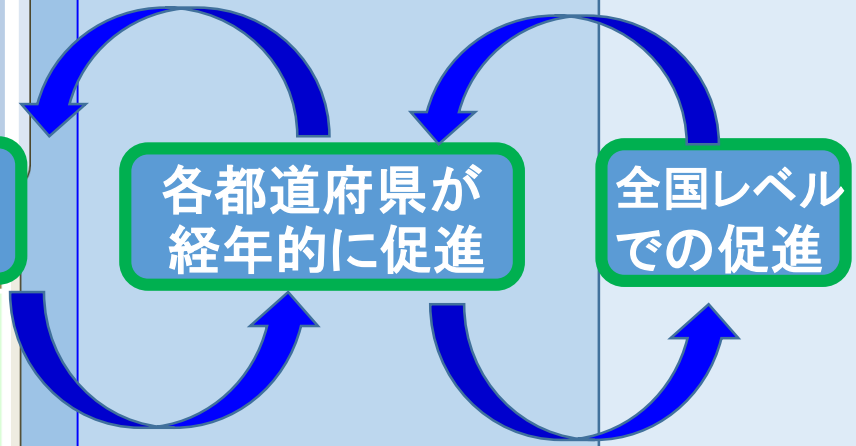 各都道府県が
経年的に促進
全国レベル
での促進